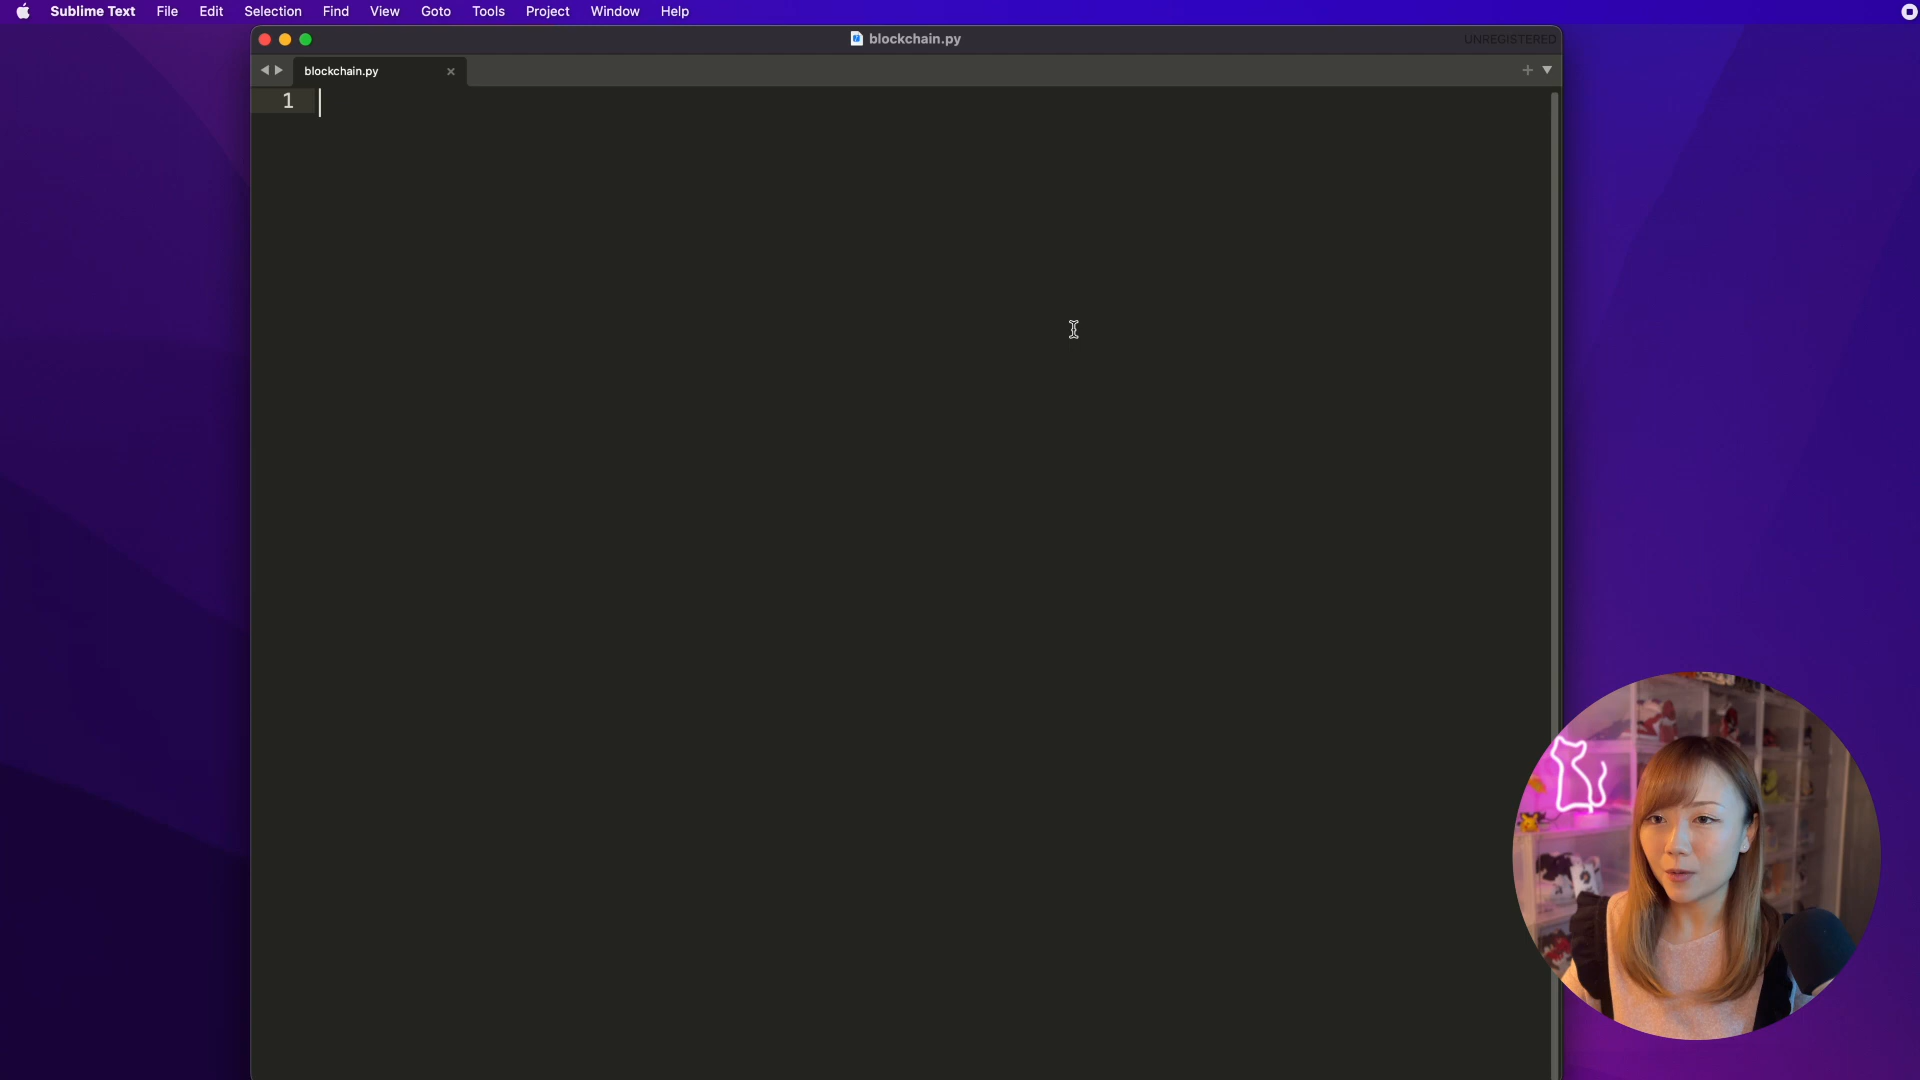 Sublime Text File Edit Selection Find View Goto Tools Project Window Help
blockchain.py
UNREGISTERED
blockchain.py
1